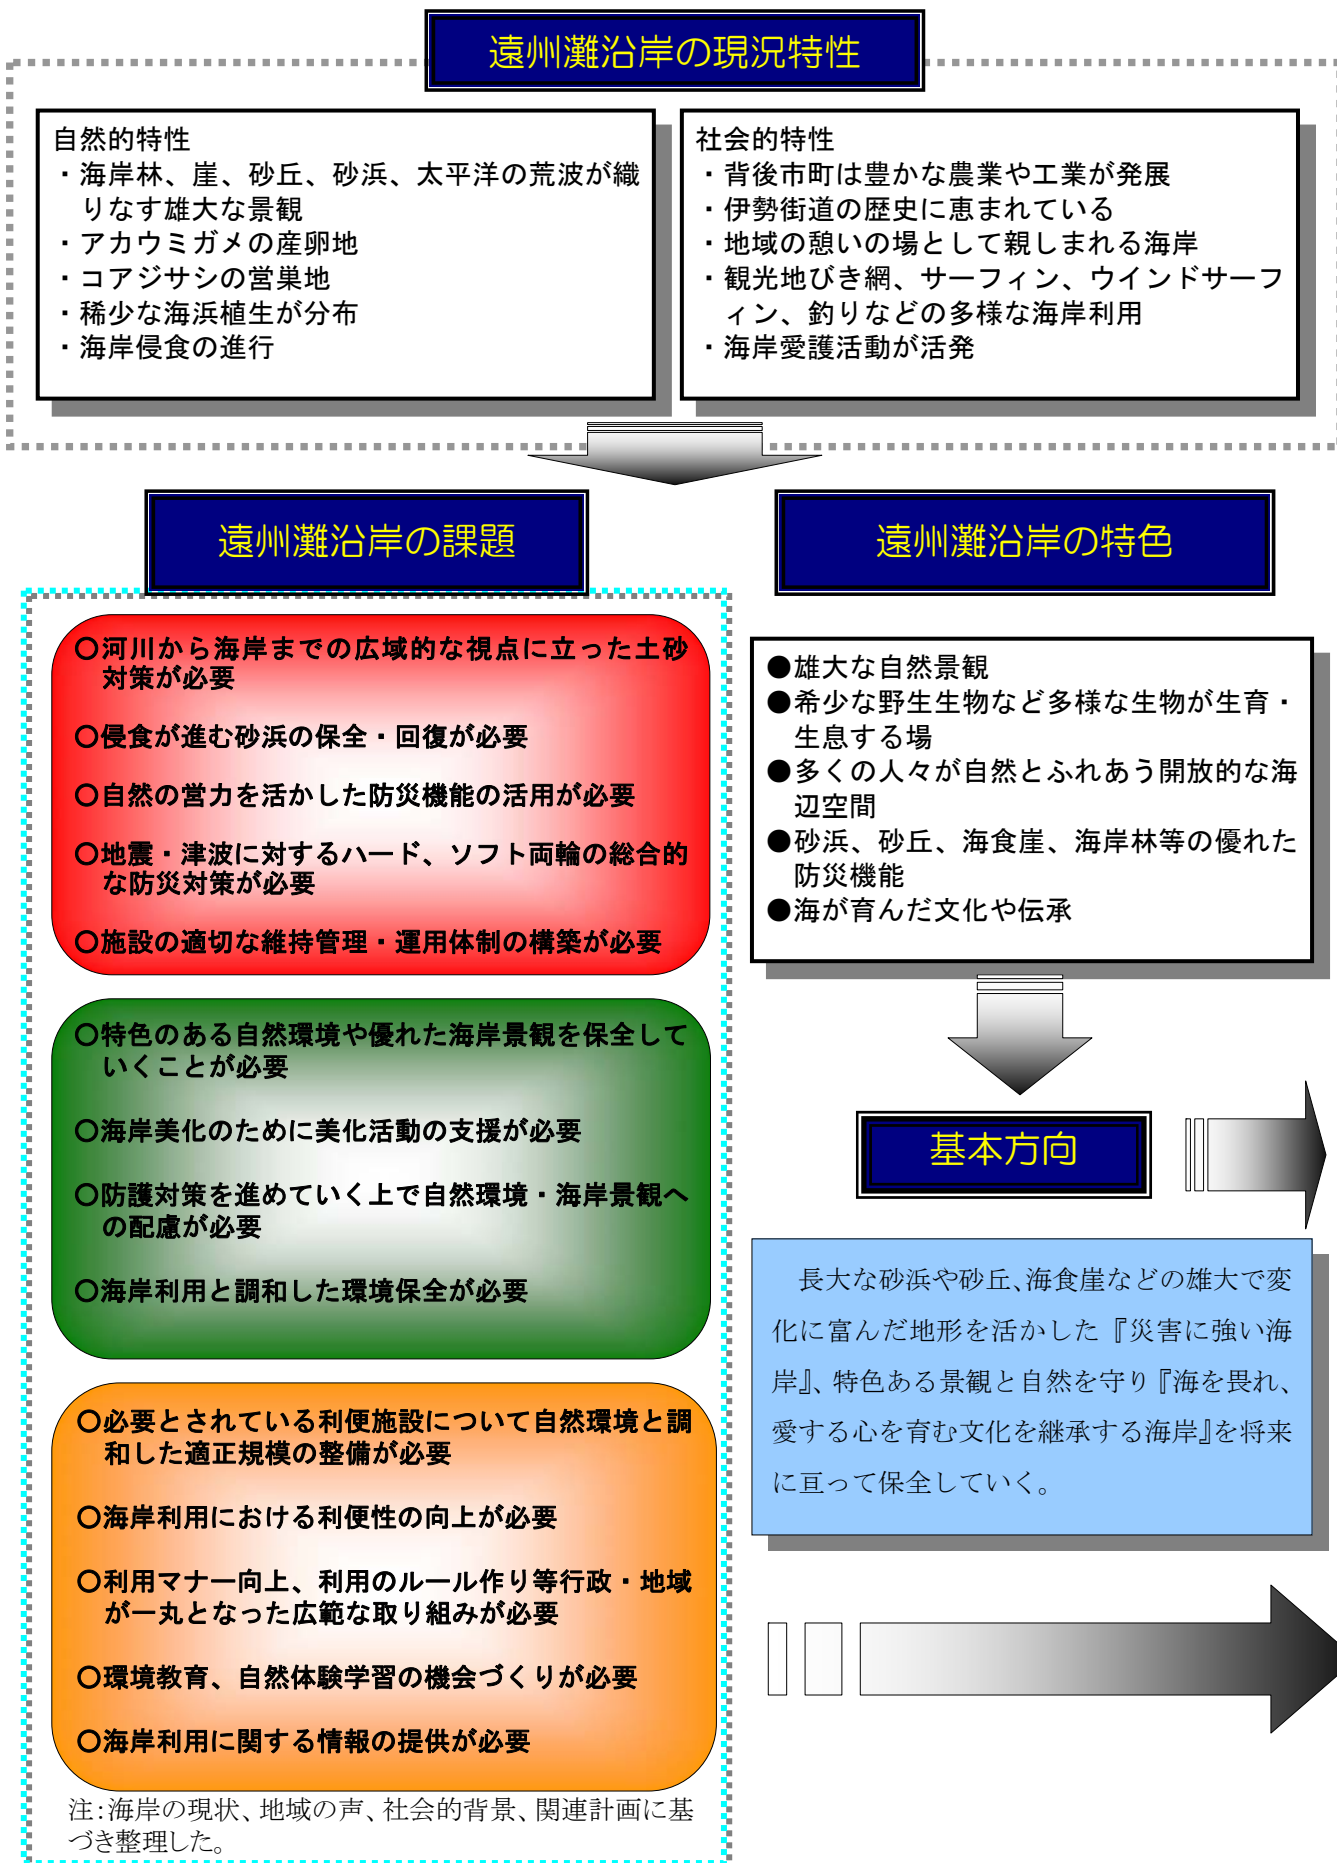 遠州灘沿岸の現況特性
自然的特性
・海岸林、崖、砂丘、砂浜、太平洋の荒波が織
りなす雄大な景観
・アカウミガメの産卵地
・コアジサシの営巣地
・稀少な海浜植生が分布
・海岸侵食の進行
社会的特性
・背後市町は豊かな農業や工業が発展
・伊勢街道の歴史に恵まれている
・地域の憩いの場として親しまれる海岸
・観光地びき網、サーフィン、ウインドサーフ
ィン、釣りなどの多様な海岸利用
・海岸愛護活動が活発
遠州灘沿岸の課題
〇河川から海岸までの広域的な視点に立った土砂
対策が必要
〇侵食が進む砂浜の保全・回復が必要
〇自然の営力を活かした防災機能の活用が必要
〇地震・津波に対するハード、ソフト両輪の総合的
な防災対策が必要
〇施設の適切な維持管理・運用体制の構築が必要
〇特色のある自然環境や優れた海岸景観を保全して
いくことが必要
〇海岸美化のために美化活動の支援が必要
〇防護対策を進めていく上で自然環境・海岸景観へ
の配慮が必要
〇海岸利用と調和した環境保全が必要
〇必要とされている利便施設について自然環境と調
和した適正規模の整備が必要
〇海岸利用における利便性の向上が必要
〇利用マナー向上、利用のルール作り等行政・地域
が一丸となった広範な取り組みが必要
〇環境教育、自然体験学習の機会づくりが必要
〇海岸利用に関する情報の提供が必要
注：海岸の現状、地域の声、社会的背景、関連計画に基
づき整理した。
遠州灘沿岸の特色
●雄大な自然景観
●希少な野生生物など多様な生物が生育・
生息する場
●多くの人々が自然とふれあう開放的な海
辺空間
●砂浜、砂丘、海食崖、海岸林等の優れた
防災機能
●海が育んだ文化や伝承
基本方向
長大な砂浜や砂丘、海食崖などの雄大で変
化に富んだ地形を活かした『災害に強い海
岸』、特色ある景観と自然を守り『海を畏れ、
愛する心を育む文化を継承する海岸』を将来
に亘って保全していく。